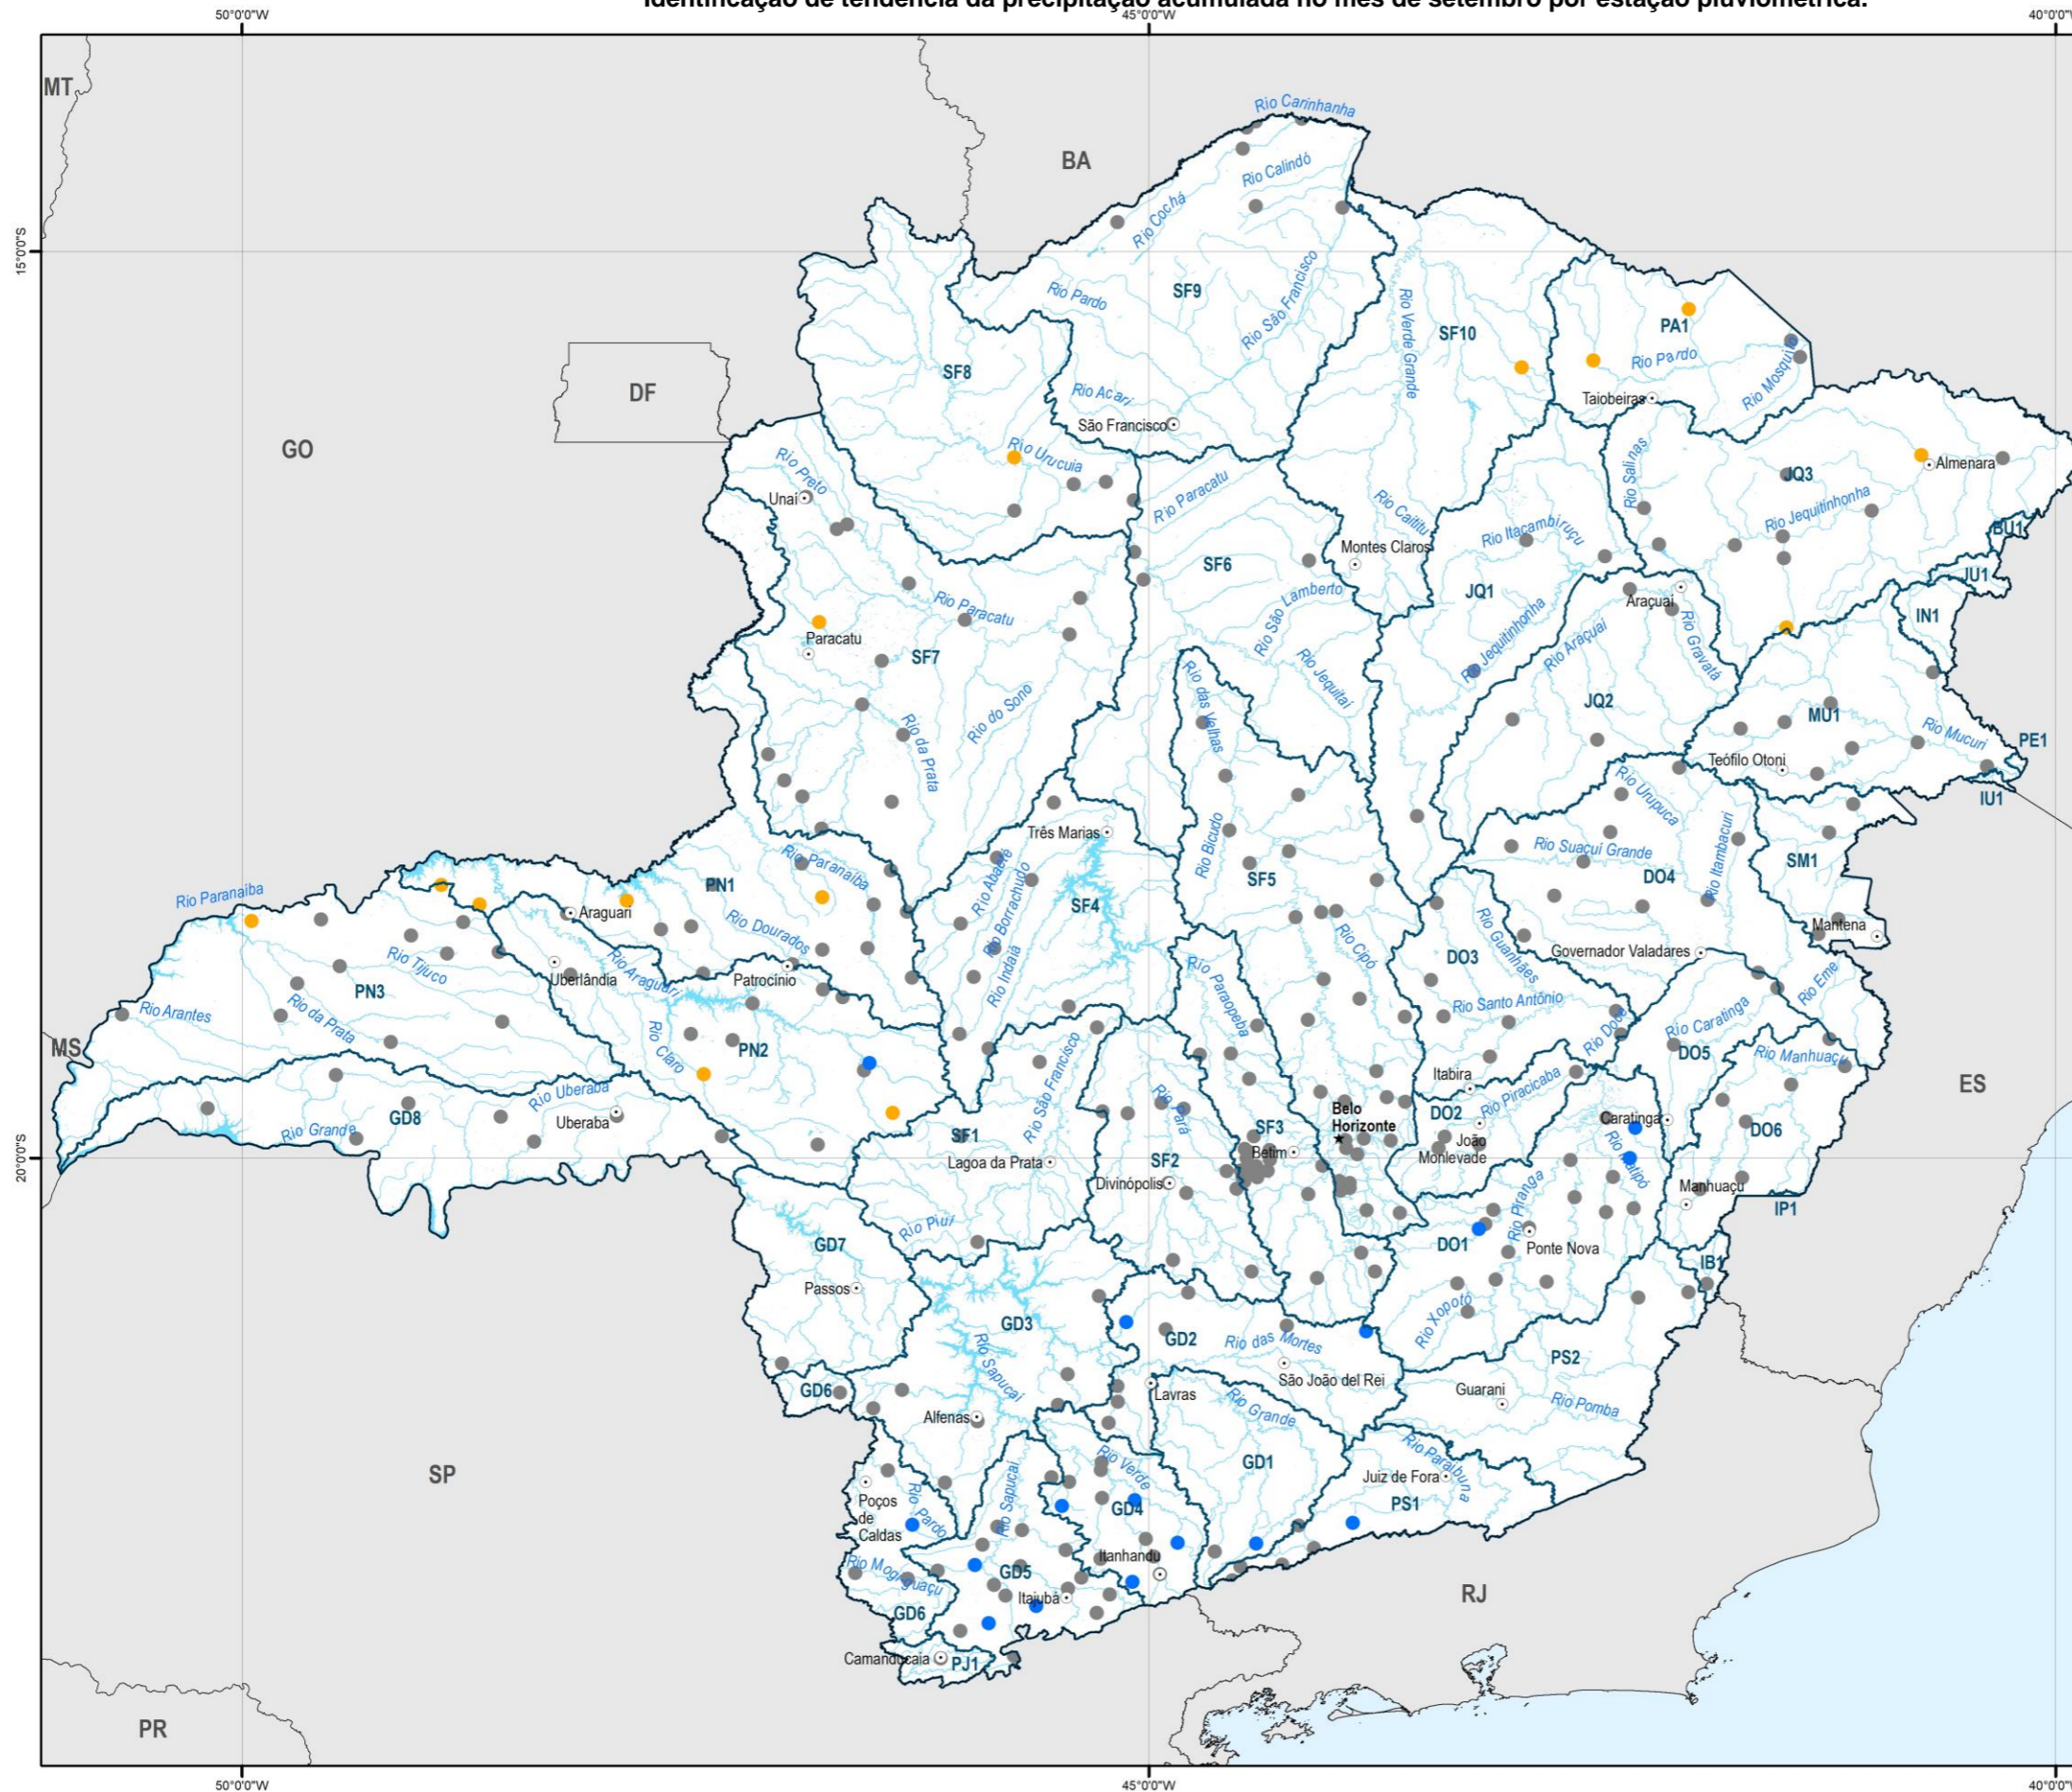 Identificação de tendência da precipitação acumulada no mês de setembro por estação pluviométrica.
50°0'0"W
45°0'0"W
MT
BA
Rio Carinhanha
Rio Calindó
Rio Cochá
15°0'0"S
Rio Pardo
SF9
Rio São Francisco
Rio Verde Grande
SF10
PA1
Rio Pardo
Rio Mosquito
Taiobeiras
DF
SF8
Rio Acari
São Francisco
GO
Rio Urucuia
Rio Preto
Unaí
Rio Paracatu
Rio Caititu
Montes Claros
Rio Itacambiruçu
Rio Salinas
JQ3
Almenara
Rio Jequitinhonha
BU1
JU1
IN1
SF6
Rio São Lamberto
JQ1
Araçuaí
Rio Paracatu
Paracatu
SF7
Rio Jequitinhonha
Rio Araçuaí
Rio Gravatá
Rio das Velhas
Rio Jequitaí
JQ2
MU1
Rio do Sono
Rio da Prata
Rio Mucuri
PE1
Teófilo Otoni
IU1
Rio Urupuca
Três Marias
Rio Bicudo
Rio Suaçuí Grande
Rio Itambacuri
SM1
Rio Paranaíba
Rio Paranaíba
PN1
Rio Abaeté
Rio Borrachudo
SF4
SF5
DO4
Araguari
Rio Dourados
Rio Indaiá
Rio Cipó
Rio Guanhães
Mantena
Governador Valadares
Rio Tijuco
PN3
Uberlândia
Rio Araguari
Patrocínio
Rio Paraopeba
DO3
Rio Eme
Rio Arantes
Rio da Prata
Rio Santo Antônio
Rio Doce
Rio Caratinga
MS
Rio Claro
PN2
Rio São Francisco
DO5
Rio Manhuaçu
ES
Itabira
Rio Uberaba
GD8
Uberaba
Rio Grande
Rio Pará
SF3
Belo
Horizonte
DO2
Rio Piracicaba
Caratinga
DO6
SF1
Betim
João
Monlevade
20°0'0"S
Lagoa da Prata
SF2
Divinópolis
Rio Matipó
Manhuaçu
IP1
Rio Piranga
Rio Piuí
GD7
DO1
Ponte Nova
IB1
Passos
GD3
Rio Xopotó
GD2
Rio das Mortes
PS2
Rio Sapucaí
GD6
São João del Rei
Guarani
Lavras
Rio Pomba
Alfenas
Rio Grande
SP
GD1
Rio Paraibuna
Juiz de Fora
PS1
Rio Verde
Rio Sapucaí
GD4
Poços
de
Caldas
Rio Pardo
Itanhandu
Rio Mogi-guaçu
GD5
Itajubá
RJ
GD6
Camanducaia
PJ1
PR
50°0'0"W
45°0'0"W